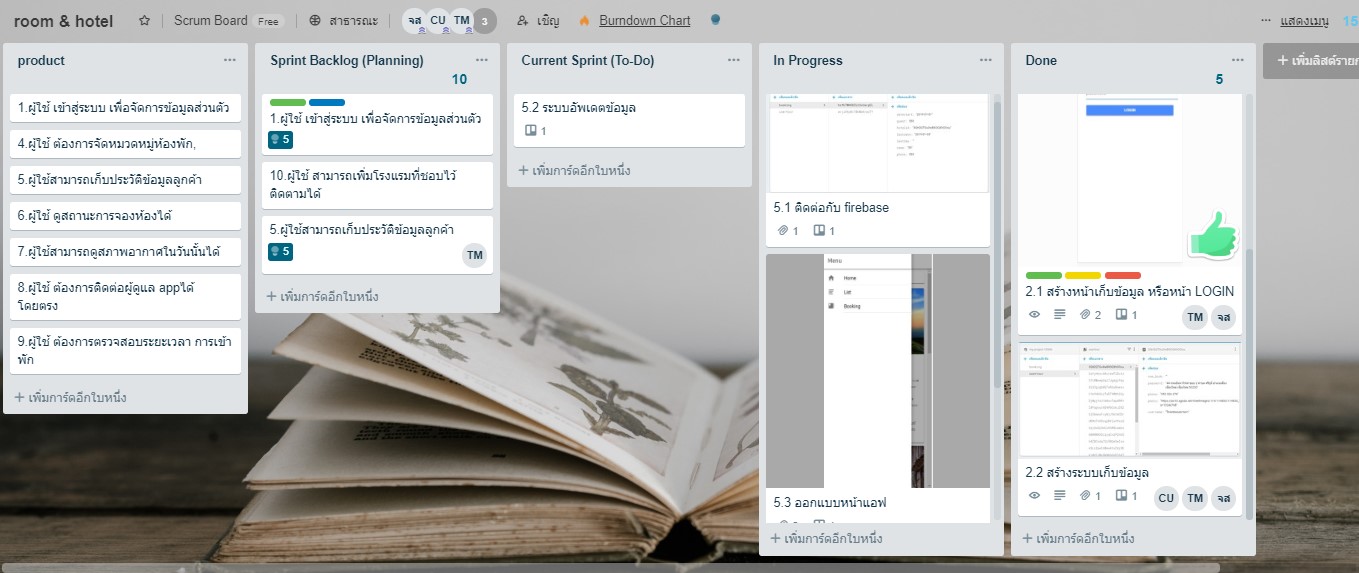 room & hotel
Scrum Board
Free
สาธารณะ
จส
CU
TM
3
เชิญ
Burndown Chart
แสดงเมนู
15
product
1.ผู้ใช้ เข้าสู่ระบบ เพื่อจัดการข้อมูลส่วนตัว
4.ผู้ใช้ ต้องการจัดหมวดหมู่ห้องพัก,
5.ผู้ใช้สามารถเก็บประวัติข้อมูลลูกค้า
6.ผู้ใช้ ดูสถานะการจองห้องได้
7.ผู้ใช้สามารถดูสภาพอากาศในวันนั้นได้
8.ผู้ใช้ ต้องการติดต่อผู้ดูแล appได้
โดยตรง
9.ผู้ใช้ ต้องการตรวจสอบระยะเวลา การเข้า
พัก
+ เพิ่มการ์ดอีกใบหนึ่ง
Sprint Backlog (Planning)
10
1.ผู้ใช้ เข้าสู่ระบบ เพื่อจัดการข้อมูลส่วนตัว
5
10.ผู้ใช้ สามารถเพิ่มโรงแรมที่ชอบไว้
ติดตามได้
5.ผู้ใช้สามารถเก็บประวัติข้อมูลลูกค้า
5
TM
+ เพิ่มการ์ดอีกใบหนึ่ง
Current Sprint (To-Do)
5.2 ระบบอัพเดตข้อมูล
1
+ เพิ่มการ์ดอีกใบหนึ่ง
In Progress
5.1 ติดต่อกับ firebase
1
1
Menu
Home
List
Booking
5.3 ออกแบบหน้าแอฟ
+ เพิ่มการ์ดอีกใบหนึ่ง
Done
5
LOGIN
2.1 สร้างหน้าเก็บข้อมูล หรือหน้า LOGIN
2
1
TM
จส
2.2 สร้างระบบเก็บข้อมูล
1
1
CU
TM
จส
+ เพิ่มการ์ดอีกใบหนึ่ง
+ เพิ่มลิสต์ราย